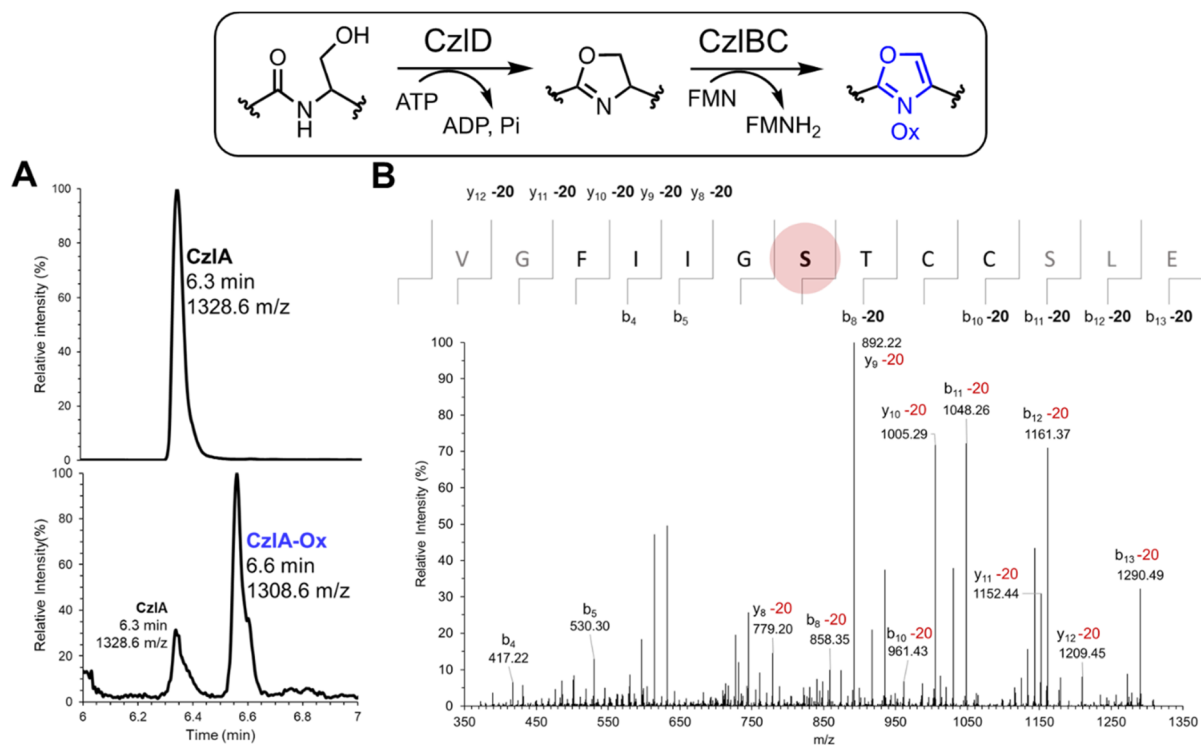 O
N
H
OH
CzlD
ATP
ADP, Pi
O
N
CzlBC
FMN
FMNH2
O
N
Ox
A
Relative intensity (%)
100
80
60
40
20
0
CzlA
6.3 min
1328.6 m/z
Relative Intensity(%)
100
80
60
40
20
0
CzlA
6.3 min
1328.6 m/z
CzlA-Ox
6.6 min
1308.6 m/z
6 6.2 6.4 6.6 6.8 7
Time (min)
B
y12 -20 y11 -20 y10 -20 y9 -20 y8 -20
V G F I I G S T C C S L E
b4 b5 b8 -20 b10 -20 b11 -20 b12 -20 b13 -20
Relative Intensity (%)
100
90
80
70
60
50
40
30
20
10
0
b4
417.22
b5
530.30
y8 -20
779.20
b8 -20
858.35
892.22
y9 -20
b10 -20
961.43
y10 -20
1005.29
b11 -20
1048.26
y11 -20
1152.44
b12 -20
1161.37
y12 -20
1209.45
b13 -20
1290.49
350 450 550 650 750 850 950 1050 1150 1250 1350
m/z